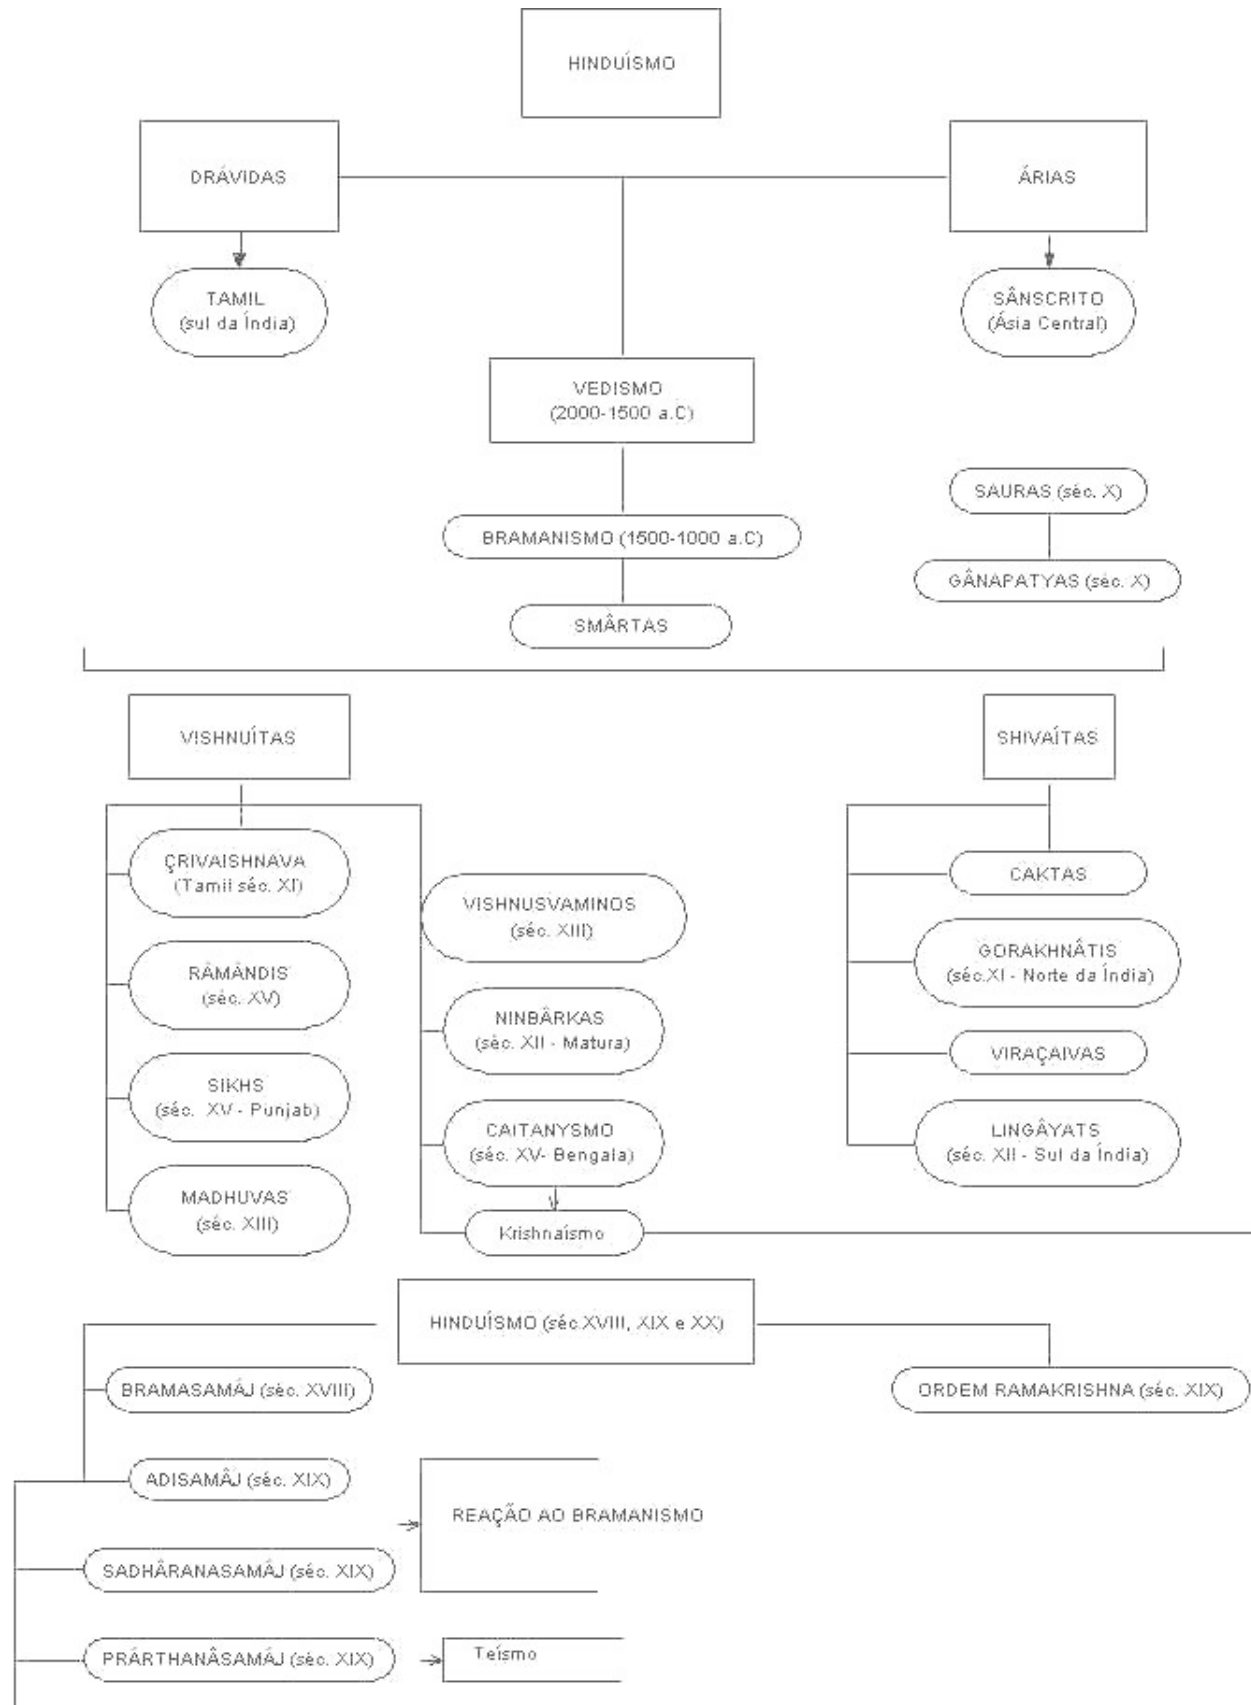 HINDUÍSMO
DRÁVIDAS
ÁRIAS
TAMIL
(sul da Índia)
SÂNSCRITO
(Ásia Central)
VEDISMO
(2000-1500 a.C)
SAURAS (séc. X)
BRAMANISMO (1500-1000 a.C)
GÂNAPATYAS (séc. X)
SMÂRTAS
VISHNUÍTAS
SHIVAÍTAS
ÇRIVAISHNAVA
(Tamil séc. XI)
RÂMÂNDIS
(séc. XV)
SIKHS
(séc. XV - Punjab)
MADHUVAS
(séc. XIII)
VISHNUSVAMINOS
(séc. XIII)
NINBÂRKAS
(séc. XII - Matura)
CAITANYSMO
(séc. XV- Bengala)
Krishnaísmo
CAKTAS
GORAKHNÂTIS
(séc.XI - Norte da Índia)
VIRAÇAIVAS
LINGÂYATS
(séc. XII - Sul da Índia)
HINDUÍSMO (séc.XVIII, XIX e XX)
BRAMASAMÁJ (séc. XVIII)
ORDEM RAMAKRISHNA (séc. XIX)
ADISAMÂJ (séc. XIX)
REAÇÃO AO BRAMANISMO
SADHÂRANASAMÁJ (séc. XIX)
PRÁRTHANÂSAMÁJ (séc. XIX)
Teísmo